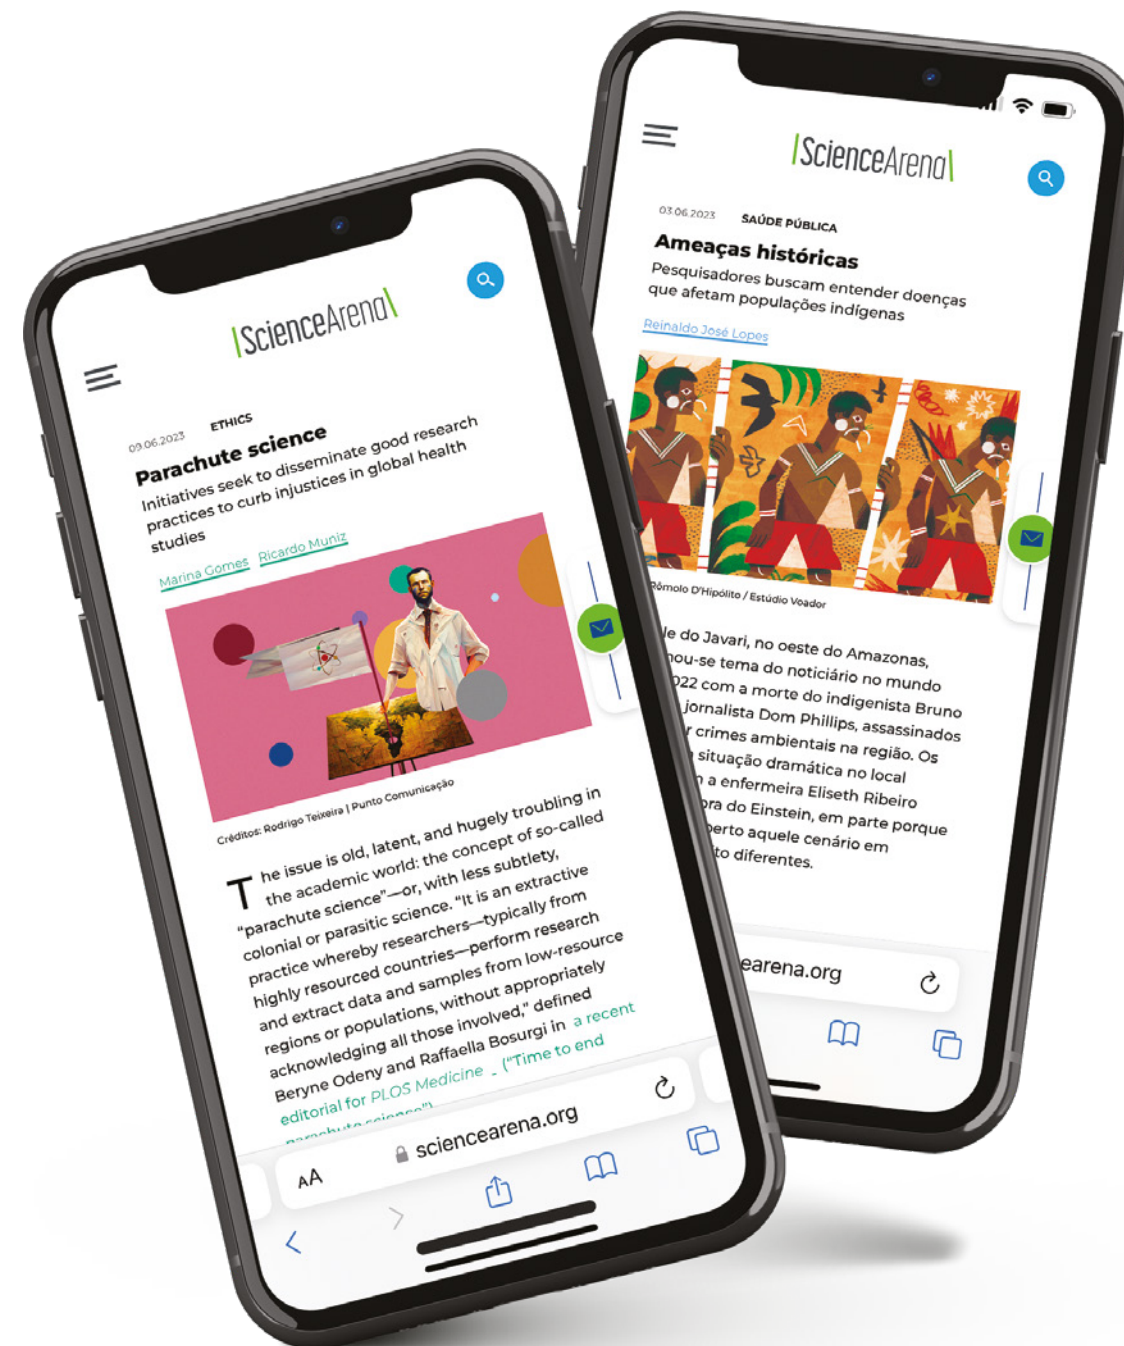 |ScienceArena|
09.06.2023 ETHICS
Parachute science
Initiatives seek to disseminate good research
practices to curb injustices in global health
studies
Marina Gomes Ricardo Muniz
Créditos: Rodrigo Teixeira | Punto Comunicação
The issue is old, latent, and hugely troubling in
the academic world: the concept of so-called
"parachute science"—or, with less subtlety,
colonial or parasitic science. "It is an extractive
practice whereby researchers—typically from
highly resourced countries—perform research
and extract data and samples from low-resource
regions or populations, without appropriately
acknowledging all those involved," defined
Beryne Odeny and Raffaella Bosurgi in a recent
editorial for PLOS Medicine ("Time to end
parachute science")
AA sciencearena.org
|ScienceArena|
03.06.2023 SAÚDE PÚBLICA
Ameaças históricas
Pesquisadores buscam entender doenças
que afetam populações indígenas
Reinaldo José Lopes
Rômolo D'Hipólito / Estúdio Voador
le do Javari, no oeste do Amazonas,
nou-se tema do noticiário no mundo
022 com a morte do indigenista Bruno
jornalista Dom Phillips, assassinados
r crimes ambientais na região. Os
situação dramática no local
a enfermeira Eliseth Ribeiro
ora do Einstein, em parte porque
perto aquele cenário em
to diferentes.
earena.org